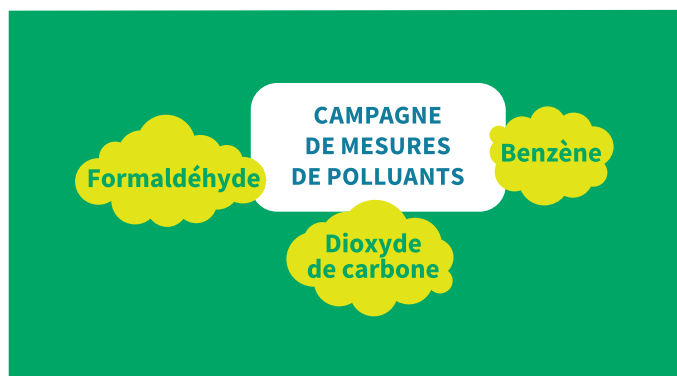 CAMPAGNE
DE MESURES
DE POLLUANTS
Formaldéhyde
Benzène
Dioxyde
de carbone